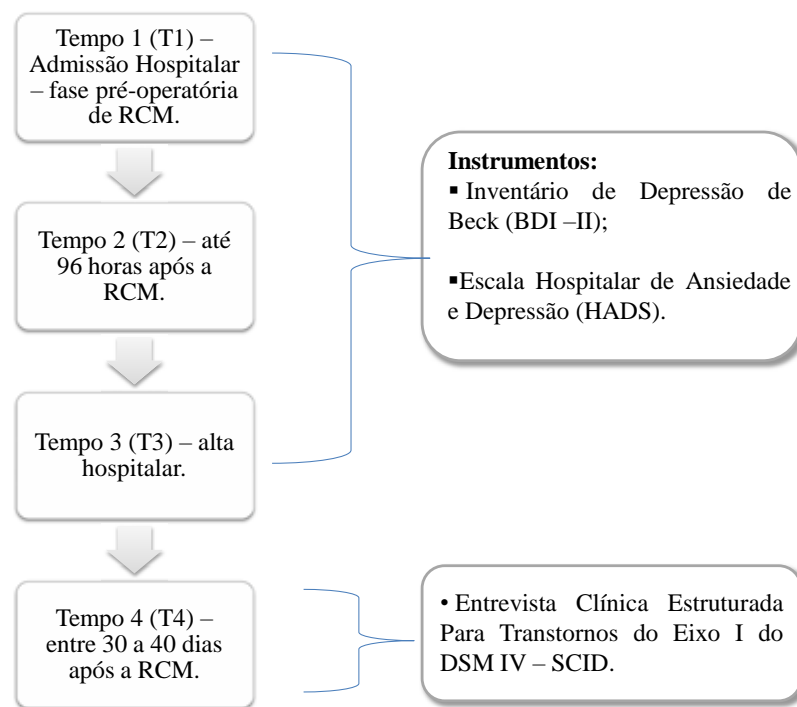 Tempo 1 (T1) –
Admissão Hospitalar
– fase pré-operatória
de RCM.
Tempo 2 (T2) – até
96 horas após a
RCM.
Tempo 3 (T3) – alta
hospitalar.
Tempo 4 (T4) –
entre 30 a 40 dias
após a RCM.
Instrumentos:
▪ Inventário de Depressão de
Beck (BDI –II);
▪Escala Hospitalar de Ansiedade
e Depressão (HADS).
• Entrevista Clínica Estruturada
Para Transtornos do Eixo I do
DSM IV – SCID.